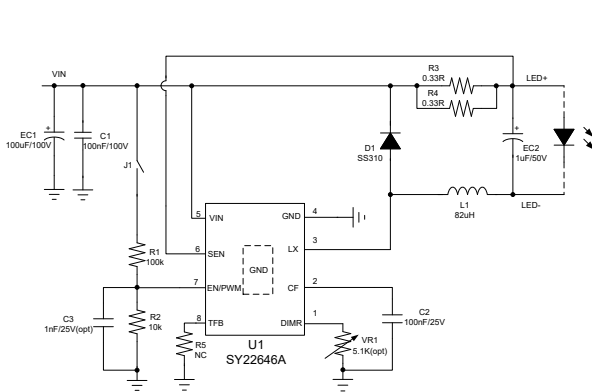 VIN
R3
0.33R
R4
0.33R
LED+
EC1
100uF/100V
+
C1
100nF/100V
J1
D1
SS310
+
EC2
1uF/50V
L1
82uH
LED-
5
VIN
GND
4
6
SEN
LX
3
GND
R1
100k
7
EN/PWM
CF
2
8
TFB
DIMR
1
C3
1nF/25V(opt)
R2
10k
R5
NC
U1
SY22646A
VR1
5.1K(opt)
C2
100nF/25V